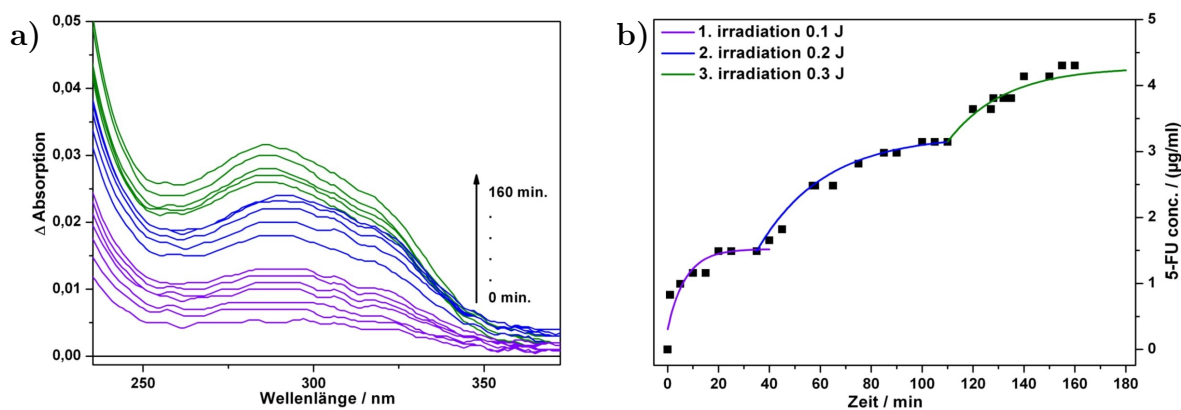 a)
0,05
0,04
0,03
0,02
0,01
0,00
Δ Absorption
250
300
350
Wellenlänge / nm
160 min.
.
.
.
0 min.
b)
1. irradiation 0.1 J
2. irradiation 0.2 J
3. irradiation 0.3 J
5
4
3
2
1
0
5-FU conc. / (µg/ml)
0 20 40 60 80 100 120 140 160 180
Zeit / min